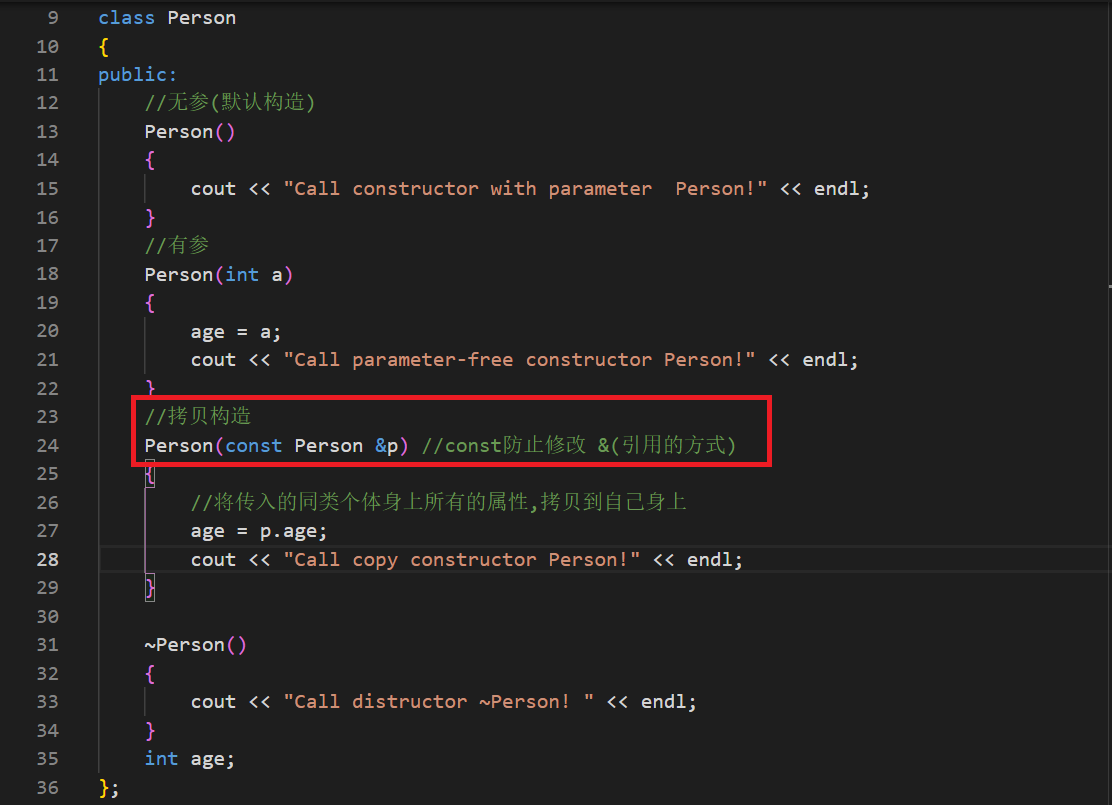 9 class Person
10 {
11 public:
12     //无参(默认构造)
13     Person()
14     {
15         cout << "Call constructor with parameter  Person!" << endl;
16     }
17     //有参
18     Person(int a)
19     {
20         age = a;
21         cout << "Call parameter-free constructor Person!" << endl;
22     }
23     //拷贝构造
24     Person(const Person &p) //const防止修改 &(引用的方式)
25     {
26         //将传入的同类个体身上所有的属性,拷贝到自己身上
27         age = p.age;
28         cout << "Call copy constructor Person!" << endl;
29     }
30
31     ~Person()
32     {
33         cout << "Call distructor ~Person! " << endl;
34     }
35     int age;
36 };